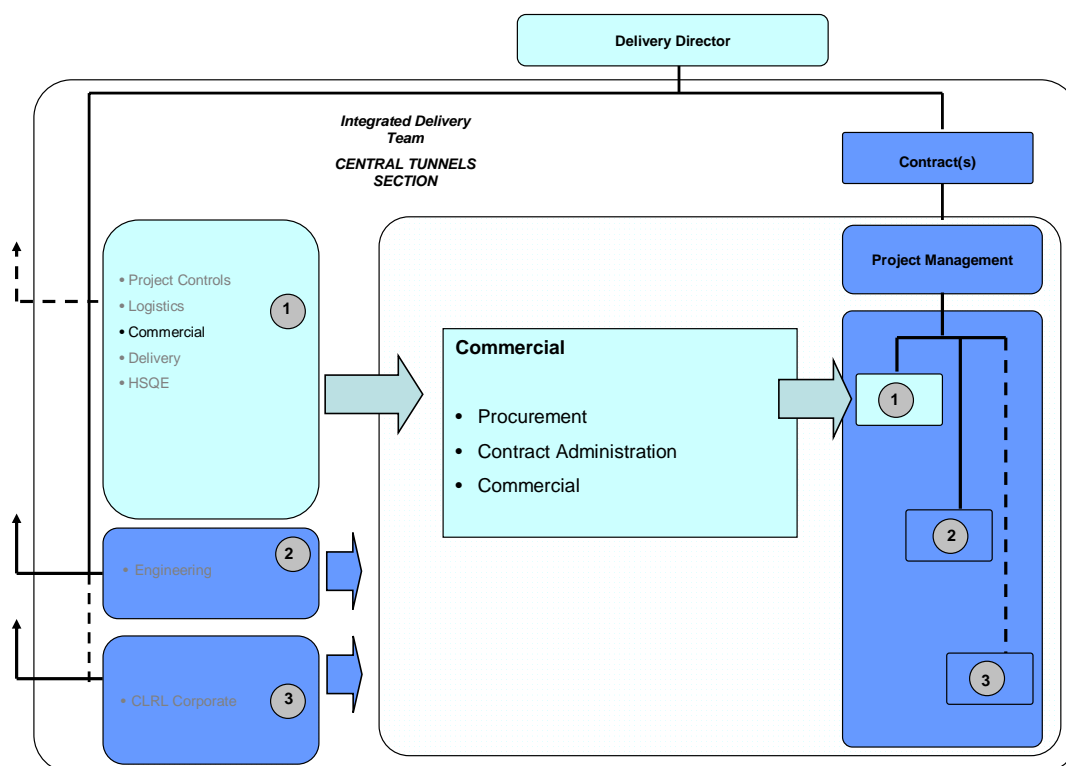 Delivery Director
Integrated Delivery
Team
CENTRAL TUNNELS
SECTION
Contract(s)
Project Management
• Project Controls
• Logistics
• Commercial
• Delivery
• HSQE
1
Commercial
• Procurement
• Contract Administration
• Commercial
1
2
3
• Engineering
2
• CLRL Corporate
3